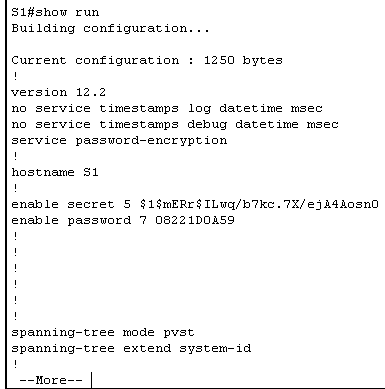 S1#show run
Building configuration...
Current configuration : 1250 bytes
!
version 12.2
no service timestamps log datetime msec
no service timestamps debug datetime msec
service password-encryption
!
hostname S1
!
enable secret 5 $1$mERr$ILwq/b7kc.7X/ejA4Aosn0
enable password 7 08221D0A59
!
!
!
!
!
!
spanning-tree mode pvst
spanning-tree extend system-id
!
--More--